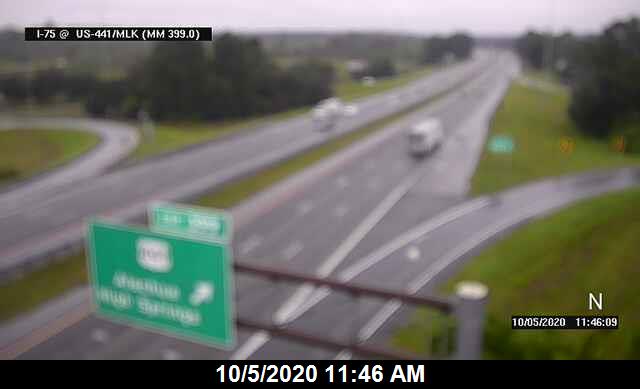 I-75 @ US-441/MLK (MM 399.0)
441
Alachua
High Springs
N
10/05/2020 11:46:09
10/5/2020 11:46 AM